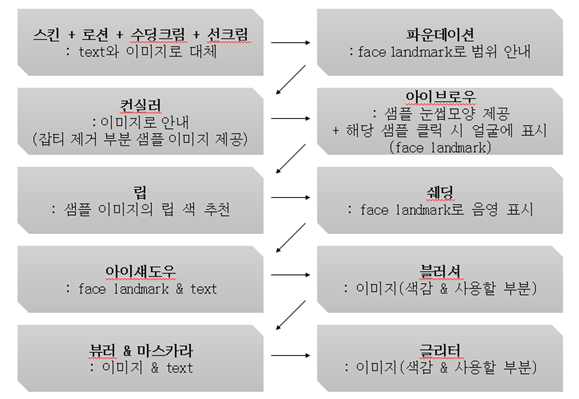 스킨 + 로션 + 수딩크림 + 선크림
: text와 이미지로 대체
파운데이션
: face landmark로 범위 안내
컨실러
: 이미지로 안내
(잡티 제거 부분 샘플 이미지 제공)
아이브로우
: 샘플 눈썹모양 제공
+ 해당 샘플 클릭 시 얼굴에 표시
(face landmark)
립
: 샘플 이미지의 립 색 추천
쉐딩
: face landmark로 음영 표시
아이섀도우
: face landmark & text
블러셔
: 이미지(색감 & 사용할 부분)
뷰러 & 마스카라
: 이미지 & text
글리터
: 이미지(색감 & 사용할 부분)